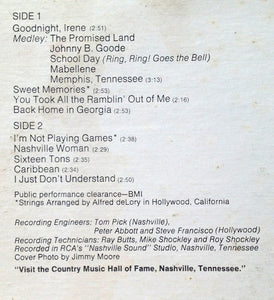 SIDE 1
Goodnight, Irene (2:51)
Medley: The Promised Land
Johnny B. Goode
School Day (Ring, Ring! Goes the Bell)
Mabellene
Memphis, Tennessee (3:13)
Sweet Memories* (2:38)
You Took All the Ramblin' Out of Me (2:16)
Back Home in Georgia (2:25)
SIDE 2
I'm Not Playing Games* (2:38)
Nashville Woman (2:29)
Sixteen Tons (2:35)
Caribbean (2:34)
I Just Don't Understand (2:50)
Public performance clearance—BMI
*Strings Arranged by Alfred deLory in Hollywood, California
Recording Engineers: Tom Pick (Nashville),
Peter Abbott and Steve Francisco (Hollywood)
Recording Technicians: Ray Butts, Mike Shockley and Roy Shockley
Recorded in RCA's "Nashville Sound" Studio, Nashville, Tennessee
Cover Photo by Jimmy Moore
"Visit the Country Music Hall of Fame, Nashville, Tennessee."